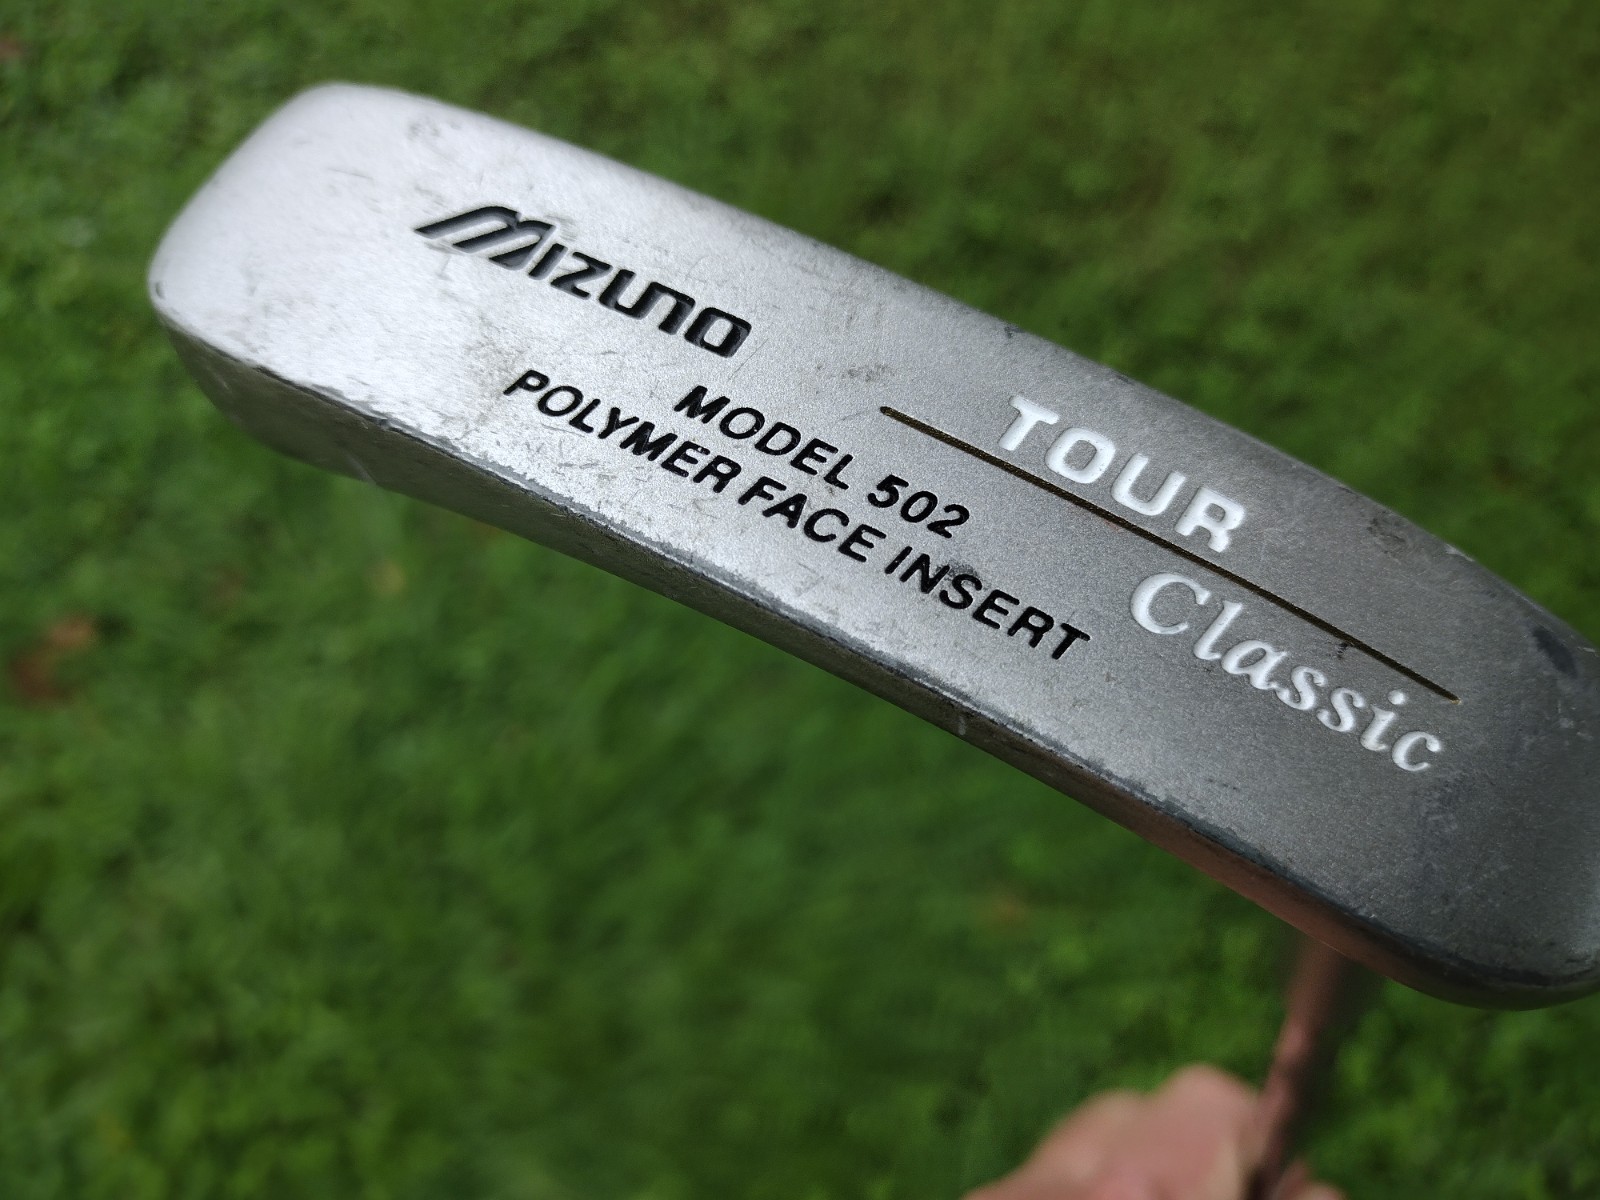 Mizuno
MODEL 502
POLYMER FACE INSERT
TOUR
Classic